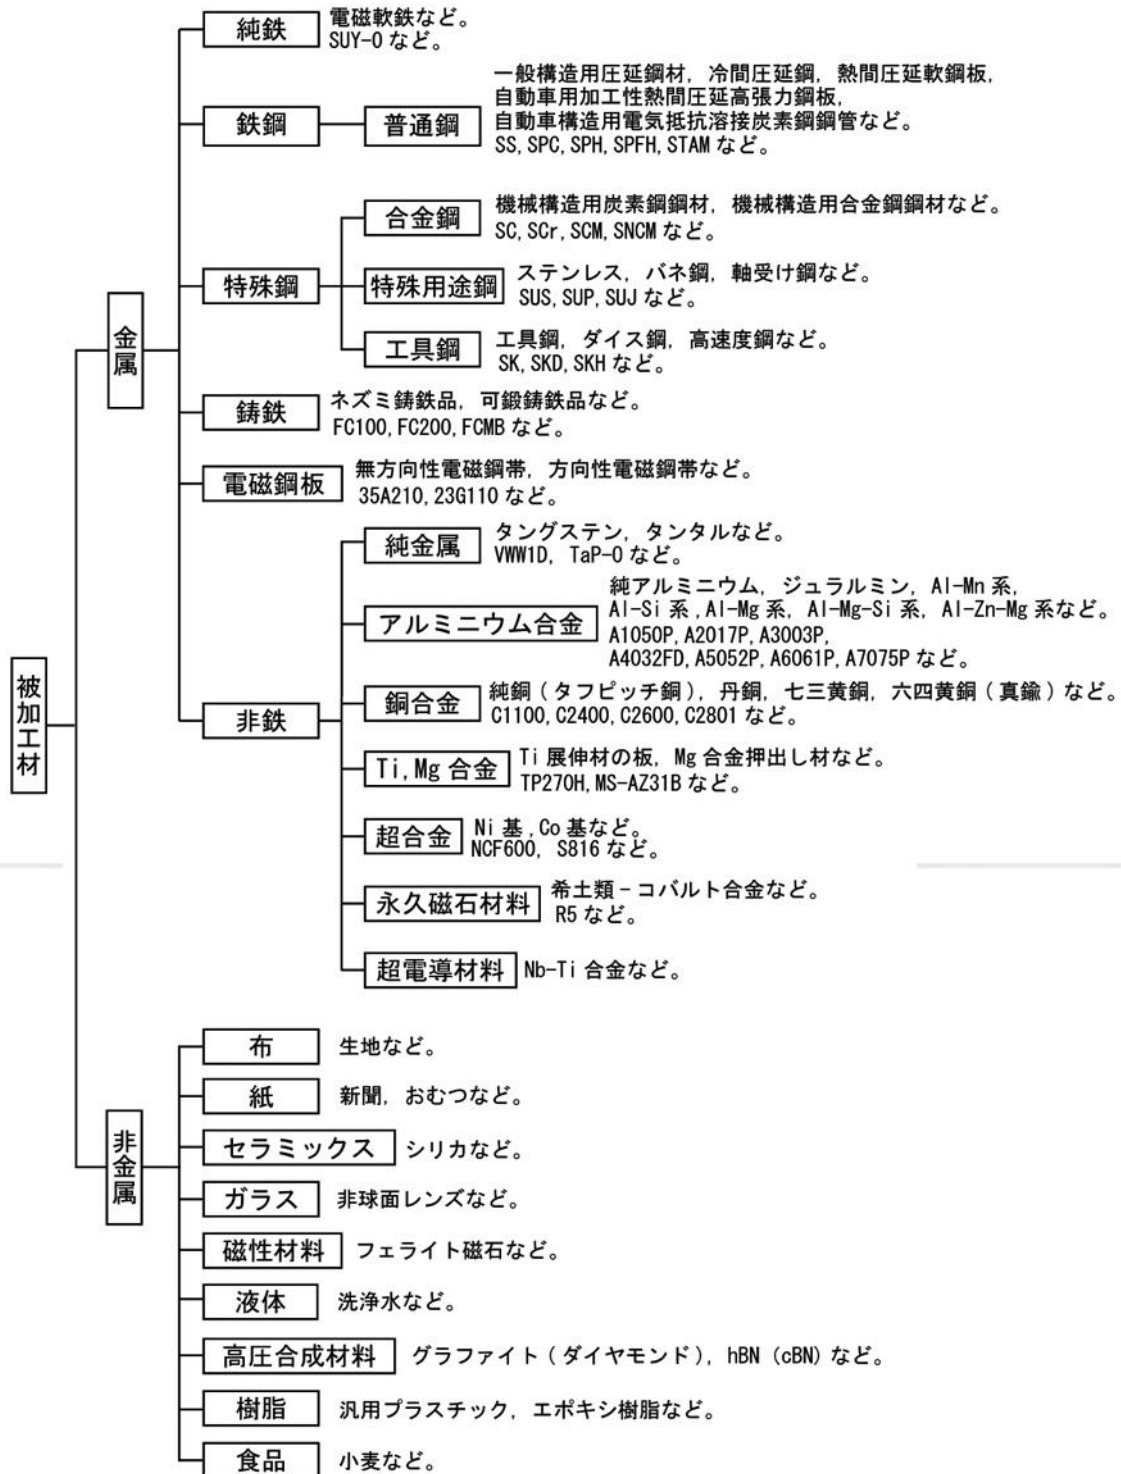 純鉄
電磁軟鉄など。
SUY-0 など。
鉄鋼
普通鋼
一般構造用圧延鋼材, 冷間圧延鋼, 熱間圧延軟鋼板,
自動車用加工性熱間圧延高張力鋼板,
自動車構造用電気抵抗溶接炭素鋼鋼管など。
SS, SPC, SPH, SPFH, STAM など。
合金鋼
機械構造用炭素鋼鋼材, 機械構造用合金鋼鋼材など。
SC, SCr, SCM, SNCM など。
特殊鋼
特殊用途鋼
ステンレス, バネ鋼, 軸受け鋼など。
SUS, SUP, SUJ など。
金属
工具鋼
工具鋼, ダイス鋼, 高速度鋼など。
SK, SKD, SKH など。
鋳鉄
ネズミ鋳鉄品, 可鍛鋳鉄品など。
FC100, FC200, FCMB など。
電磁鋼板
無方向性電磁鋼帯, 方向性電磁鋼帯など。
35A210, 23G110 など。
純金属
タングステン, タンタルなど。
VWW1D, TaP-0 など。
アルミニウム合金
純アルミニウム, ジュラルミン, Al-Mn 系,
Al-Si 系, Al-Mg 系, Al-Mg-Si 系, Al-Zn-Mg 系など。
A1050P, A2017P, A3003P,
A4032FD, A5052P, A6061P, A7075P など。
被加工材
非鉄
銅合金
純銅 ( タフピッチ銅 ), 丹銅, 七三黄銅, 六四黄銅 ( 真鍮 ) など。
C1100, C2400, C2600, C2801 など。
Ti, Mg 合金
Ti 展伸材の板, Mg 合金押出し材など。
TP270H, MS-AZ31B など。
超合金
Ni 基, Co 基など。
NCF600, S816 など。
永久磁石材料
希土類 - コバルト合金など。
R5 など。
超電導材料
Nb-Ti 合金など。
布
生地など。
紙
新聞, おむつなど。
非金属
セラミックス
シリカなど。
ガラス
非球面レンズなど。
磁性材料
フェライト磁石など。
液体
洗浄水など。
高圧合成材料
グラファイト ( ダイヤモンド ), hBN (cBN) など。
樹脂
汎用プラスチック, エポキシ樹脂など。
食品
小麦など。